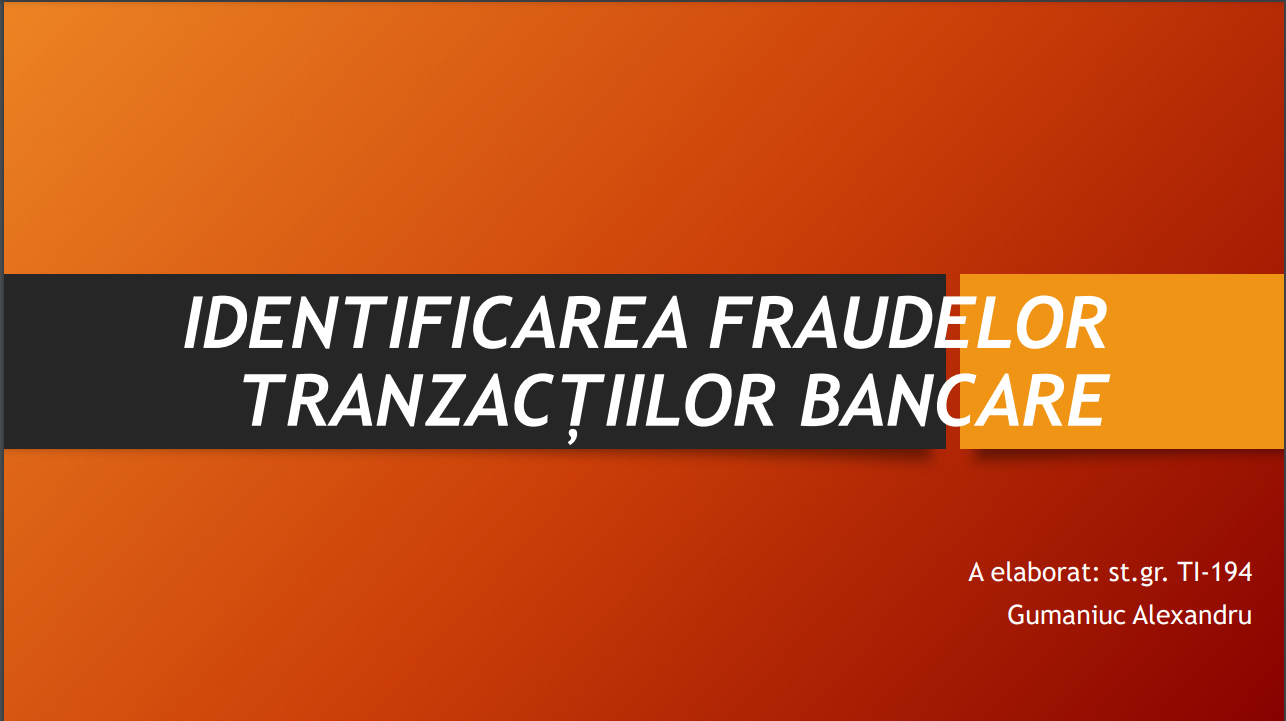 IDENTIFICAREA FRAUDELOR
TRANZACȚIILOR BANCARE
A elaborat: st.gr. TI-194
Gumaniuc Alexandru